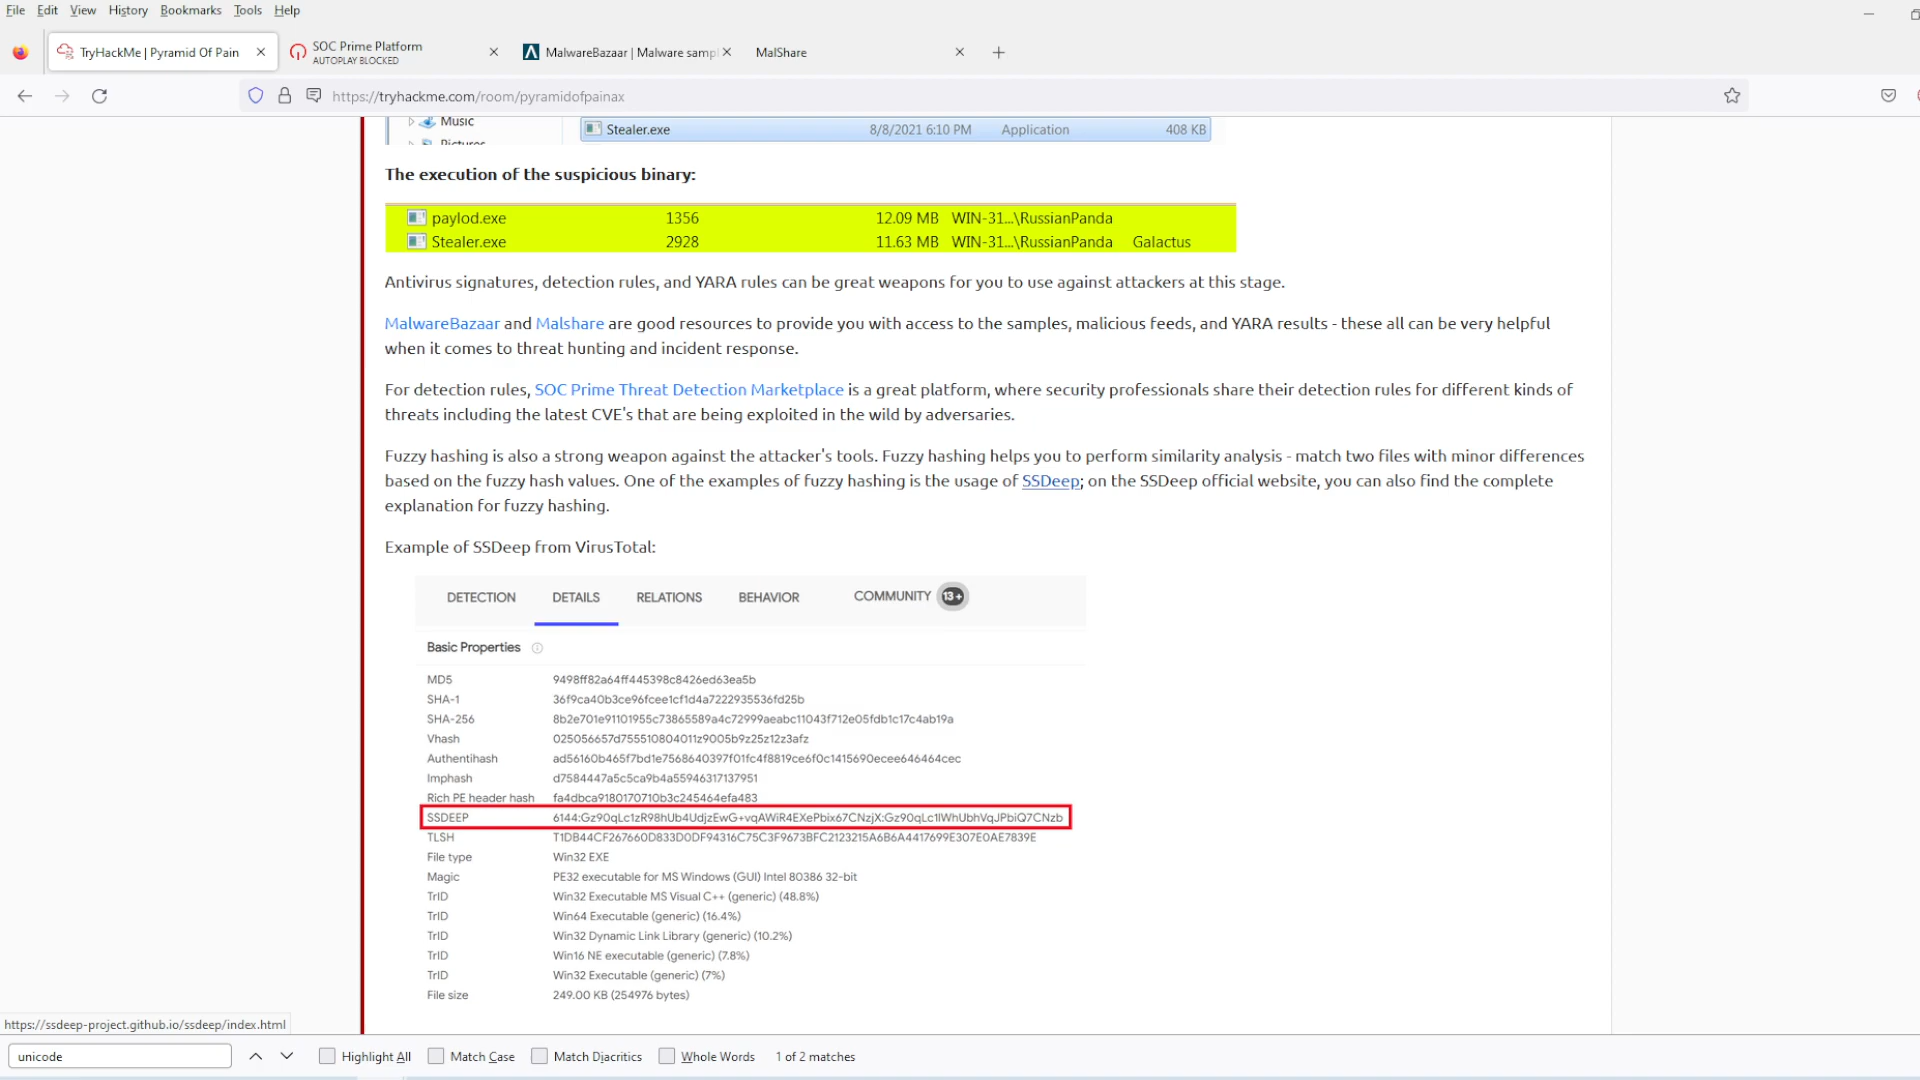 File Edit View History Bookmarks Tools Help
TryHackMe | Pyramid Of Pain
SOC Prime Platform
AUTOPLAY BLOCKED
MalwareBazaar | Malware samp
MalShare
https://tryhackme.com/room/pyramidofpainax
Music
Pictures
Stealer.exe 8/8/2021 6:10 PM Application 408 KB
The execution of the suspicious binary:
paylod.exe 1356 12.09 MB WIN-31...\RussianPanda
Stealer.exe 2928 11.63 MB WIN-31...\RussianPanda Galactus
Antivirus signatures, detection rules, and YARA rules can be great weapons for you to use against attackers at this stage.
MalwareBazaar and Malshare are good resources to provide you with access to the samples, malicious feeds, and YARA results - these all can be very helpful
when it comes to threat hunting and incident response.
For detection rules, SOC Prime Threat Detection Marketplace is a great platform, where security professionals share their detection rules for different kinds of
threats including the latest CVE's that are being exploited in the wild by adversaries.
Fuzzy hashing is also a strong weapon against the attacker's tools. Fuzzy hashing helps you to perform similarity analysis - match two files with minor differences
based on the fuzzy hash values. One of the examples of fuzzy hashing is the usage of SSDeep; on the SSDeep official website, you can also find the complete
explanation for fuzzy hashing.
Example of SSDeep from VirusTotal:
DETECTION DETAILS RELATIONS BEHAVIOR COMMUNITY 13+
Basic Properties
MD5 9498ff82a64ff445398c8426ed63ea5b
SHA-1 36f9ca40b3ce96fcee1cf1d4a7222935536fd25b
SHA-256 8b2e701e91101955c73865589a4c72999aeabc11043f712e05fdb1c17c4ab19a
Vhash 025056657d755510804011z9005b9z25z12z3afz
Authentihash ad56160b465f7bd1e7568640397f01fc4f8819ce6f0c1415690ecee646464cec
Imphash d7584447a5c5ca9b4a55946317137951
Rich PE header hash fa4dbca9180170710b3c245464efa483
SSDEEP 6144:Gz90qLc1zR98hUb4UdjzEwG+vqAWiR4EXePbix67CNzjX:Gz90qLc1lWhUbhVqJPbiQ7CNzb
TLSH T1DB44CF267660D833D0DF94316C75C3F9673BFC2123215A6B6A4417699E307E0AE7839E
File type Win32 EXE
Magic PE32 executable for MS Windows (GUI) Intel 80386 32-bit
TrID Win32 Executable MS Visual C++ (generic) (48.8%)
TrID Win64 Executable (generic) (16.4%)
TrID Win32 Dynamic Link Library (generic) (10.2%)
TrID Win16 NE executable (generic) (7.8%)
TrID Win32 Executable (generic) (7%)
File size 249.00 KB (254976 bytes)
https://ssdeep-project.github.io/ssdeep/index.html
unicode Highlight All Match Case Match Diacritics Whole Words 1 of 2 matches